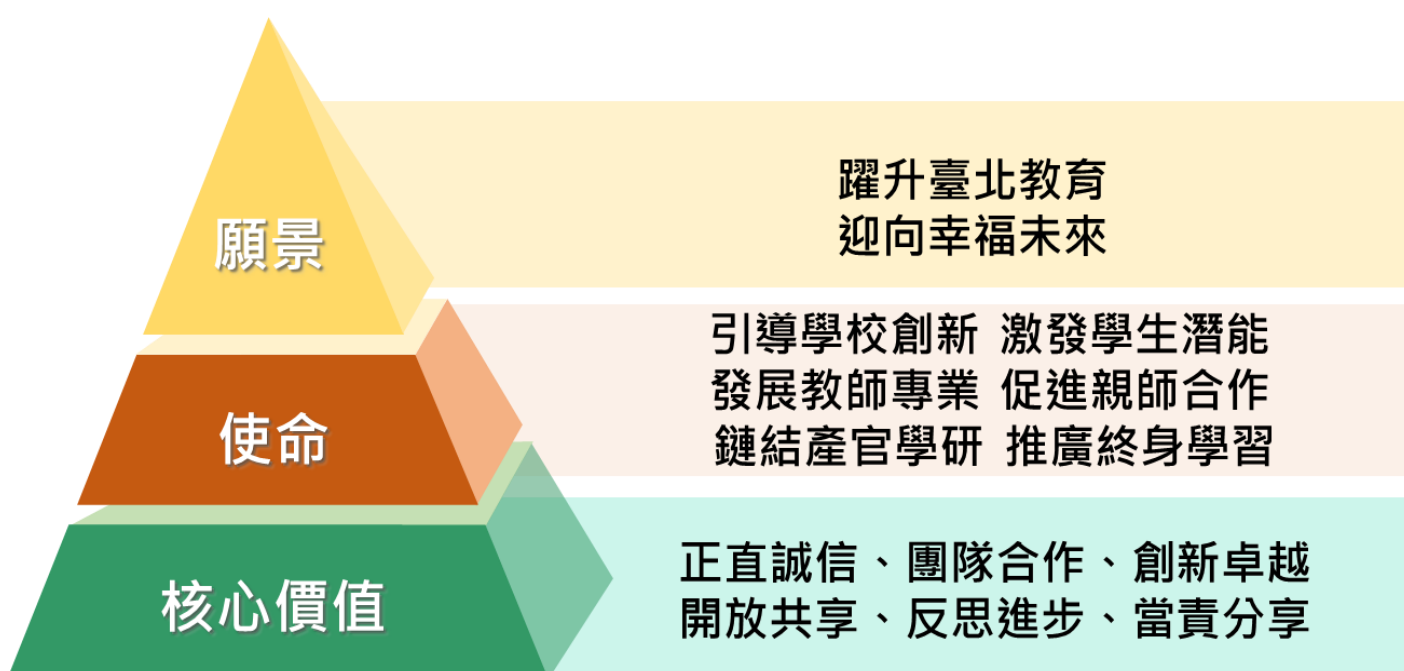 願景
躍升臺北教育
迎向幸福未來
使命
引導學校創新 激發學生潛能
發展教師專業 促進親師合作
鏈結產官學研 推廣終身學習
核心價值
正直誠信、團隊合作、創新卓越
開放共享、反思進步、當責分享